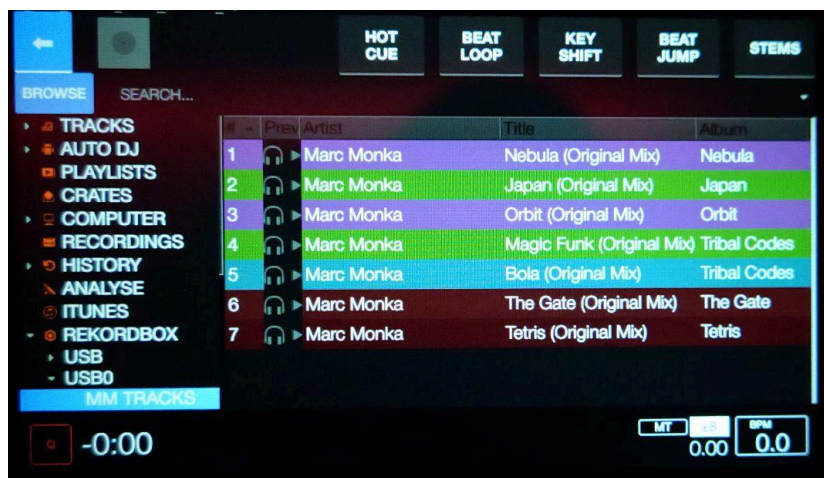 HOT CUE
BEAT LOOP
KEY SHIFT
BEAT JUMP
STEMS
BROWSE
SEARCH...
TRACKS
AUTO DJ
PLAYLISTS
CRATES
COMPUTER
RECORDINGS
HISTORY
ANALYSE
ITUNES
REKORDBOX
USB
USB0
MM TRACKS
# Prev Artist Title Album
1 Marc Monka Nebula (Original Mix) Nebula
2 Marc Monka Japan (Original Mix) Japan
3 Marc Monka Orbit (Original Mix) Orbit
4 Marc Monka Magic Funk (Original Mix) Tribal Codes
5 Marc Monka Bola (Original Mix) Tribal Codes
6 Marc Monka The Gate (Original Mix) The Gate
7 Marc Monka Tetris (Original Mix) Tetris
-0:00
MT ±8 BPM
0.00 0.0